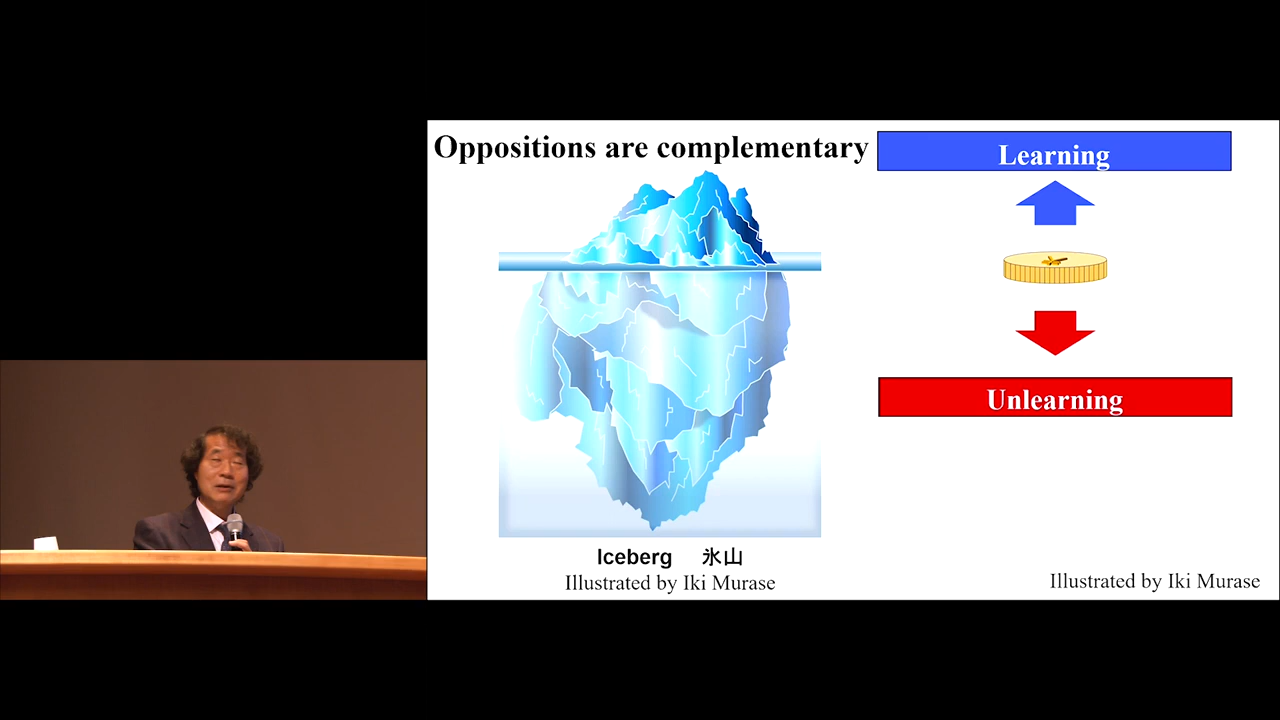 Oppositions are complementary
Learning
Unlearning
Iceberg 氷山
Illustrated by Iki Murase
Illustrated by Iki Murase